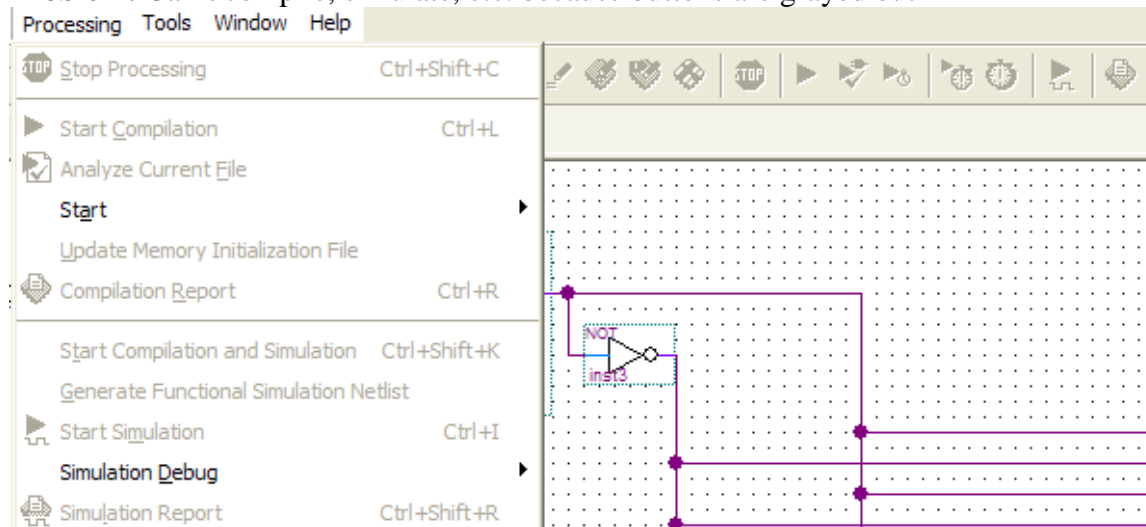 Processing Tools Window Help
STOP Stop Processing Ctrl+Shift+C
STOP
Start Compilation Ctrl+L
Analyze Current File
Start
Update Memory Initialization File
Compilation Report Ctrl+R
NOT
inst3
Start Compilation and Simulation Ctrl+Shift+K
Generate Functional Simulation Netlist
Start Simulation Ctrl+I
Simulation Debug
Simulation Report Ctrl+Shift+R